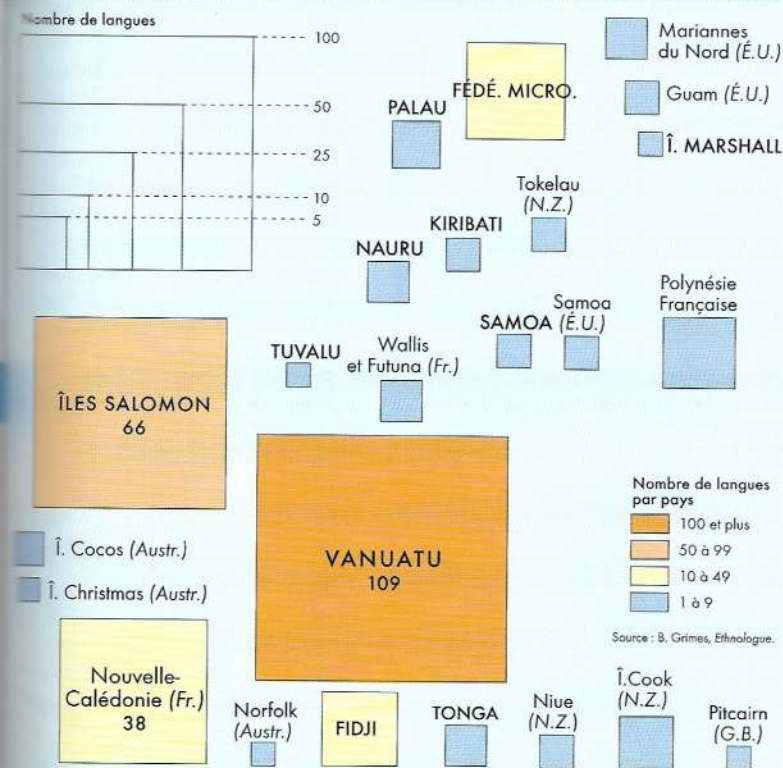 Nombre de langues
100
50
25
10
5
Mariannes
du Nord (É.U.)
FÉDÉ. MICRO.
Guam (É.U.)
PALAU
Î. MARSHALL
Tokelau
(N.Z.)
KIRIBATI
NAURU
Polynésie
Française
Samoa
(É.U.)
SAMOA
TUVALU
Wallis
et Futuna (Fr.)
ÎLES SALOMON
66
Nombre de langues
par pays
100 et plus
50 à 99
10 à 49
1 à 9
Source : B. Grimes, Ethnologue.
VANUATU
109
Î. Cocos (Austr.)
Î. Christmas (Austr.)
Nouvelle-
Calédonie (Fr.)
38
Norfolk
(Austr.)
FIDJI
TONGA
Niue
(N.Z.)
Î.Cook
(N.Z.)
Pitcairn
(G.B.)